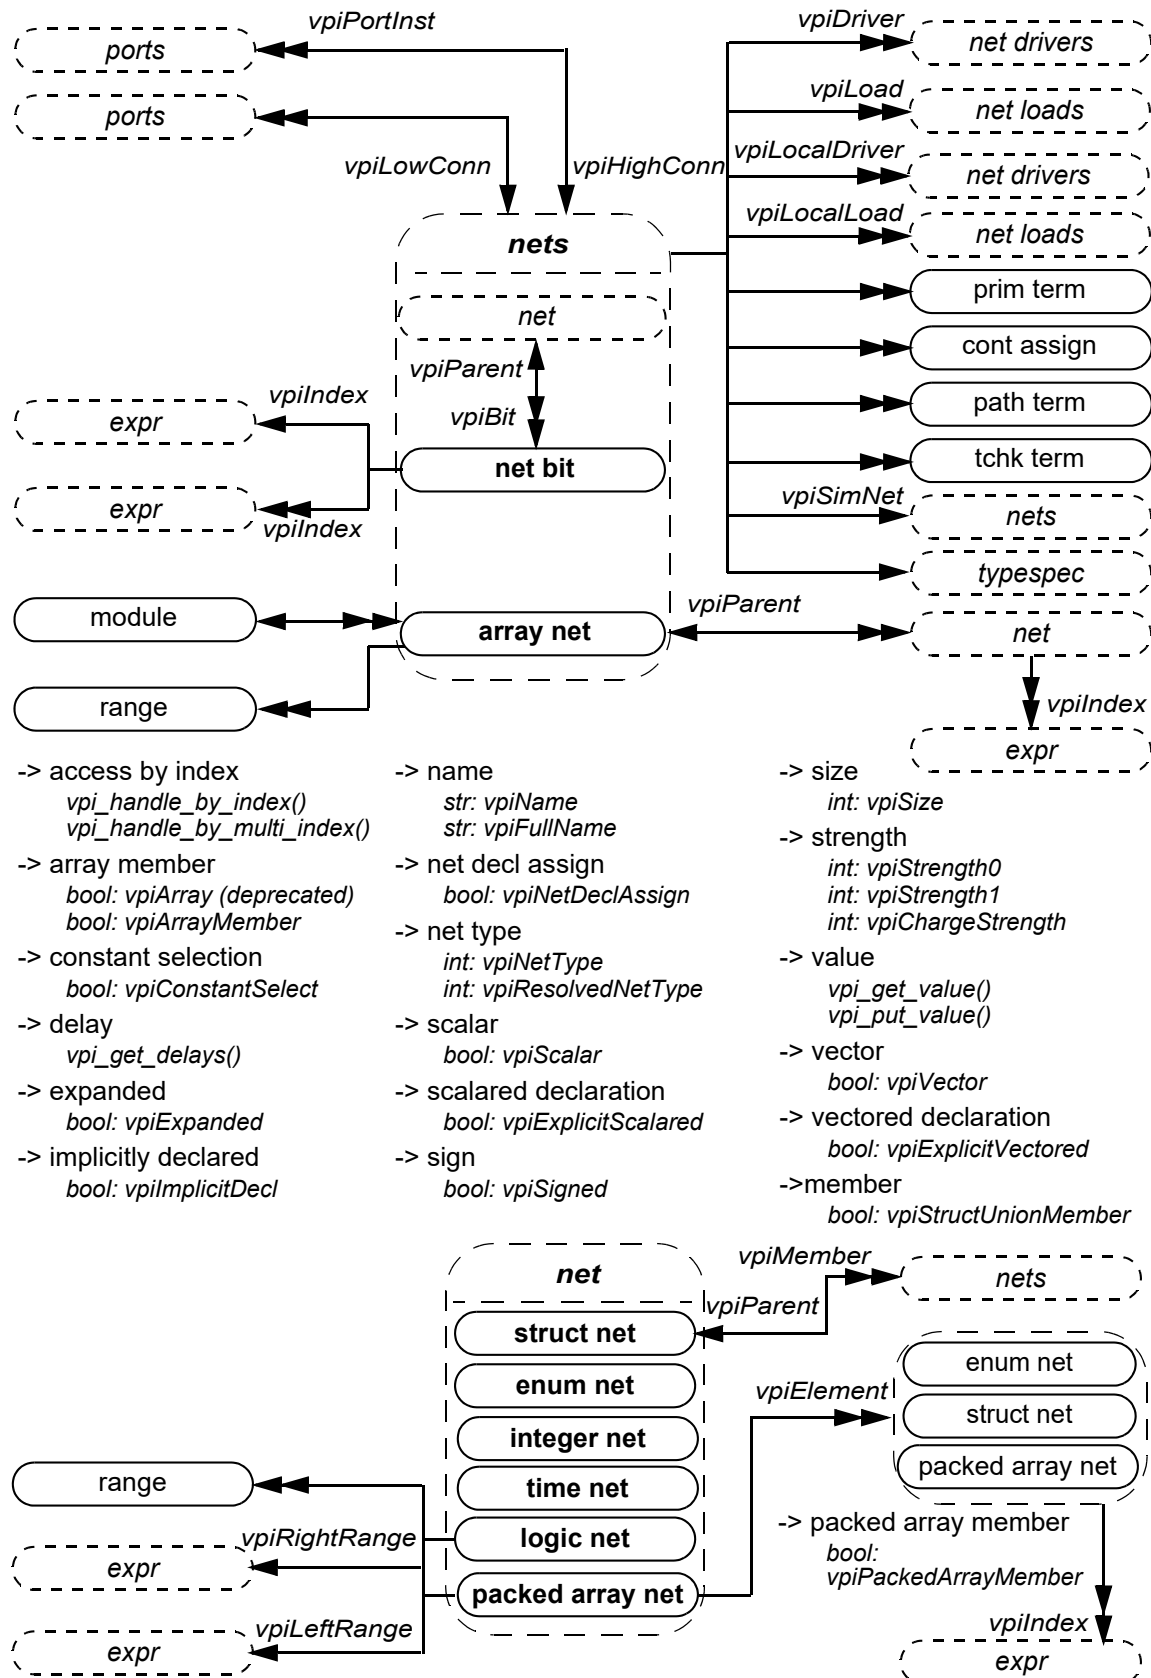 vpiPortInst
ports
ports
vpiLowConn
vpiHighConn
vpiDriver
net drivers
vpiLoad
net loads
vpiLocalDriver
net drivers
vpiLocalLoad
net loads
prim term
cont assign
path term
tchk term
vpiSimNet
nets
typespec
nets
net
vpiParent
vpiBit
net bit
vpiIndex
expr
expr
vpiIndex
module
array net
range
vpiParent
net
vpiIndex
expr
-> access by index
vpi_handle_by_index()
vpi_handle_by_multi_index()
-> array member
bool: vpiArray (deprecated)
bool: vpiArrayMember
-> constant selection
bool: vpiConstantSelect
-> delay
vpi_get_delays()
-> expanded
bool: vpiExpanded
-> implicitly declared
bool: vpiImplicitDecl
-> name
str: vpiName
str: vpiFullName
-> net decl assign
bool: vpiNetDeclAssign
-> net type
int: vpiNetType
int: vpiResolvedNetType
-> scalar
bool: vpiScalar
-> scalared declaration
bool: vpiExplicitScalared
-> sign
bool: vpiSigned
-> size
int: vpiSize
-> strength
int: vpiStrength0
int: vpiStrength1
int: vpiChargeStrength
-> value
vpi_get_value()
vpi_put_value()
-> vector
bool: vpiVector
-> vectored declaration
bool: vpiExplicitVectored
->member
bool: vpiStructUnionMember
net
struct net
enum net
integer net
time net
logic net
packed array net
vpiMember
nets
vpiParent
vpiElement
enum net
struct net
packed array net
-> packed array member
bool:
vpiPackedArrayMember
vpiIndex
expr
range
vpiRightRange
expr
vpiLeftRange
expr